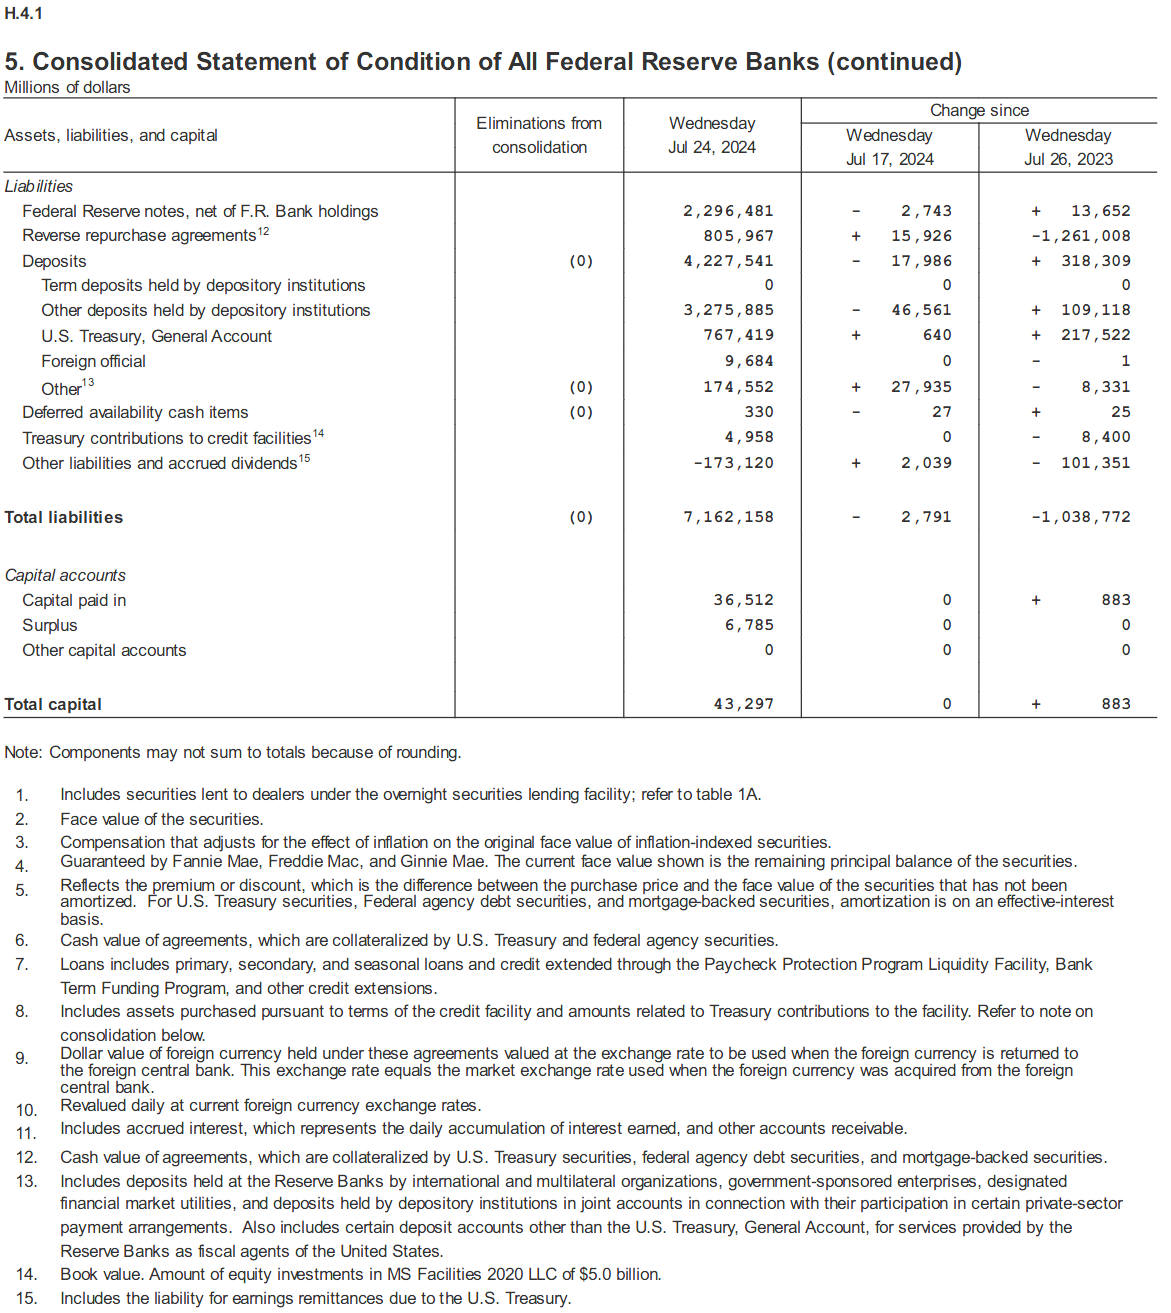 H.4.1
5. Consolidated Statement of Condition of All Federal Reserve Banks (continued)
Millions of dollars
Assets, liabilities, and capital Eliminations from consolidation Wednesday Jul 24, 2024 Change since Wednesday Jul 17, 2024 Wednesday Jul 26, 2023
Liabilities
Federal Reserve notes, net of F.R. Bank holdings 2,296,481 - 2,743 + 13,652
Reverse repurchase agreements12 805,967 + 15,926 -1,261,008
Deposits (0) 4,227,541 - 17,986 + 318,309
Term deposits held by depository institutions 0 0 0
Other deposits held by depository institutions 3,275,885 - 46,561 + 109,118
U.S. Treasury, General Account 767,419 + 640 + 217,522
Foreign official 9,684 0 - 1
Other13 (0) 174,552 + 27,935 - 8,331
Deferred availability cash items (0) 330 - 27 + 25
Treasury contributions to credit facilities14 4,958 0 - 8,400
Other liabilities and accrued dividends15 -173,120 + 2,039 - 101,351
Total liabilities (0) 7,162,158 - 2,791 -1,038,772
Capital accounts
Capital paid in 36,512 0 + 883
Surplus 6,785 0 0
Other capital accounts 0 0 0
Total capital 43,297 0 + 883
Note: Components may not sum to totals because of rounding.
1. Includes securities lent to dealers under the overnight securities lending facility; refer to table 1A.
2. Face value of the securities.
3. Compensation that adjusts for the effect of inflation on the original face value of inflation-indexed securities.
4. Guaranteed by Fannie Mae, Freddie Mac, and Ginnie Mae. The current face value shown is the remaining principal balance of the securities.
5. Reflects the premium or discount, which is the difference between the purchase price and the face value of the securities that has not been
amortized. For U.S. Treasury securities, Federal agency debt securities, and mortgage-backed securities, amortization is on an effective-interest
basis.
6. Cash value of agreements, which are collateralized by U.S. Treasury and federal agency securities.
7. Loans includes primary, secondary, and seasonal loans and credit extended through the Paycheck Protection Program Liquidity Facility, Bank
Term Funding Program, and other credit extensions.
8. Includes assets purchased pursuant to terms of the credit facility and amounts related to Treasury contributions to the facility. Refer to note on
consolidation below.
9. Dollar value of foreign currency held under these agreements valued at the exchange rate to be used when the foreign currency is returned to
the foreign central bank. This exchange rate equals the market exchange rate used when the foreign currency was acquired from the foreign
central bank.
10. Revalued daily at current foreign currency exchange rates.
11. Includes accrued interest, which represents the daily accumulation of interest earned, and other accounts receivable.
12. Cash value of agreements, which are collateralized by U.S. Treasury securities, federal agency debt securities, and mortgage-backed securities.
13. Includes deposits held at the Reserve Banks by international and multilateral organizations, government-sponsored enterprises, designated
financial market utilities, and deposits held by depository institutions in joint accounts in connection with their participation in certain private-sector
payment arrangements. Also includes certain deposit accounts other than the U.S. Treasury, General Account, for services provided by the
Reserve Banks as fiscal agents of the United States.
14. Book value. Amount of equity investments in MS Facilities 2020 LLC of $5.0 billion.
15. Includes the liability for earnings remittances due to the U.S. Treasury.